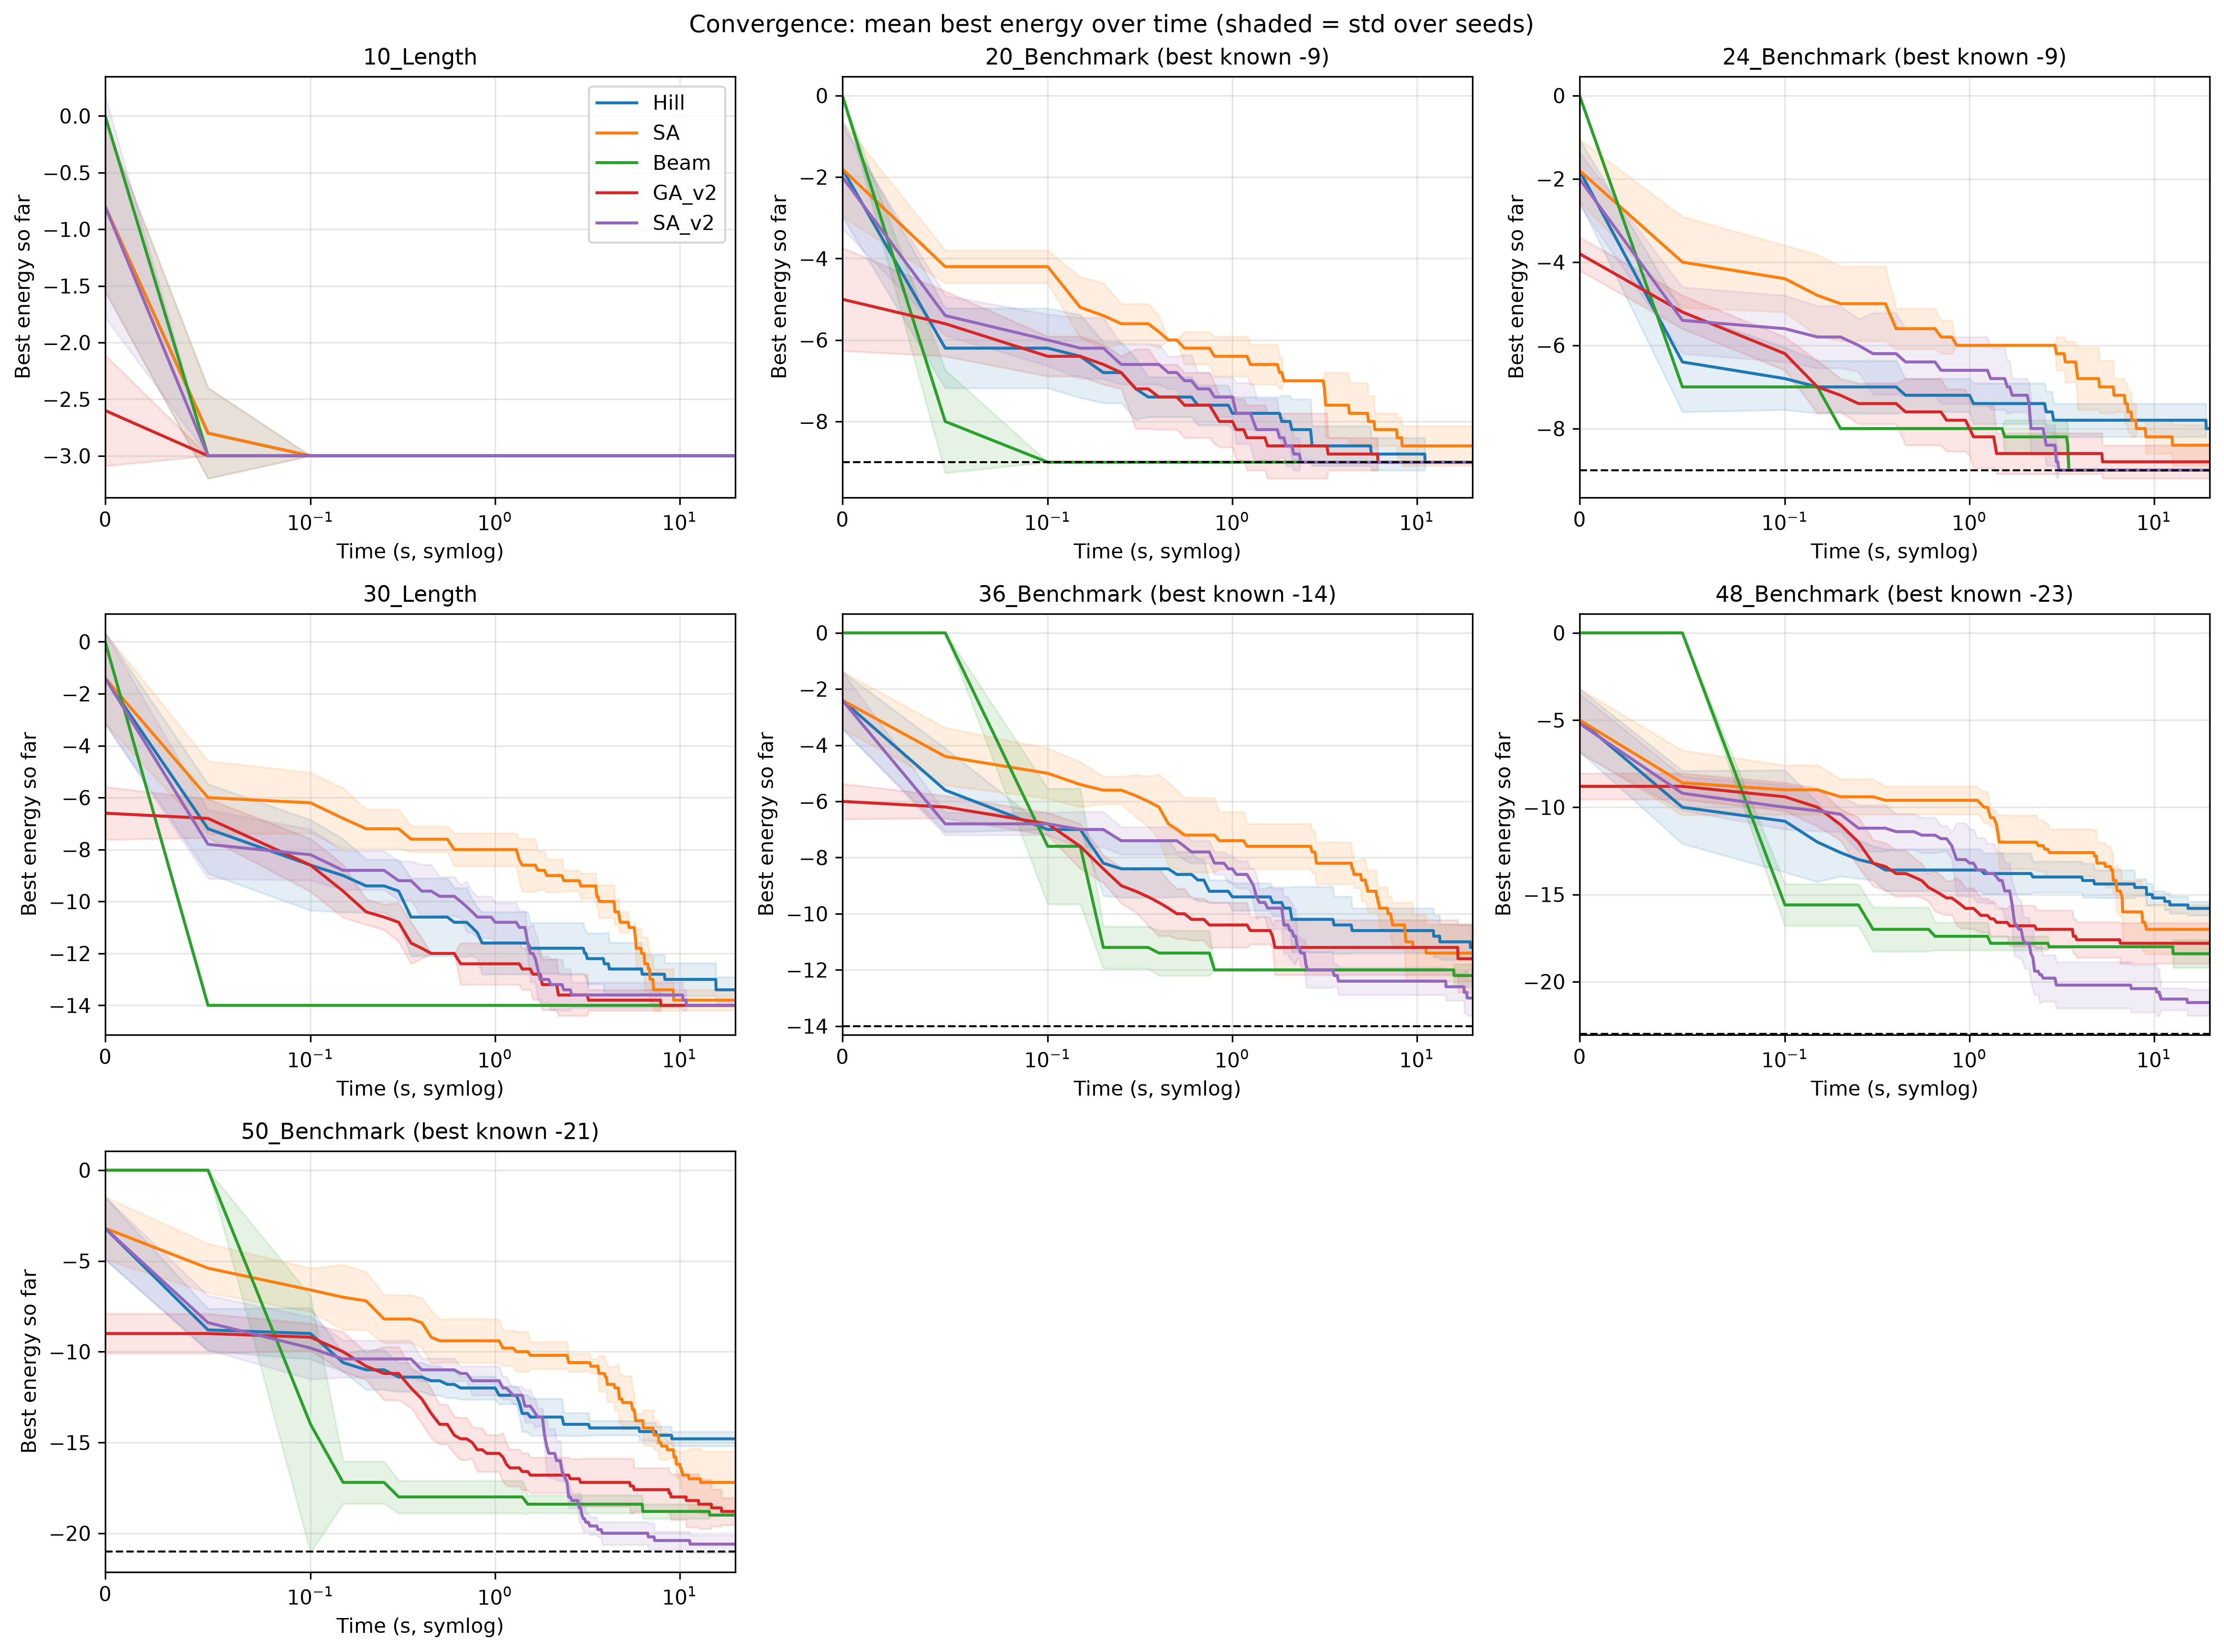 Convergence: mean best energy over time (shaded = std over seeds)
10_Length
0.0
−0.5
−1.0
−1.5
−2.0
−2.5
−3.0
Best energy so far
0
10⁻¹
10⁰
10¹
Time (s, symlog)
Hill
SA
Beam
GA_v2
SA_v2
20_Benchmark (best known -9)
0
−2
−4
−6
−8
Best energy so far
0
10⁻¹
10⁰
10¹
Time (s, symlog)
24_Benchmark (best known -9)
0
−2
−4
−6
−8
Best energy so far
0
10⁻¹
10⁰
10¹
Time (s, symlog)
30_Length
0
−2
−4
−6
−8
−10
−12
−14
Best energy so far
0
10⁻¹
10⁰
10¹
Time (s, symlog)
36_Benchmark (best known -14)
0
−2
−4
−6
−8
−10
−12
−14
Best energy so far
0
10⁻¹
10⁰
10¹
Time (s, symlog)
48_Benchmark (best known -23)
0
−5
−10
−15
−20
Best energy so far
0
10⁻¹
10⁰
10¹
Time (s, symlog)
50_Benchmark (best known -21)
0
−5
−10
−15
−20
Best energy so far
0
10⁻¹
10⁰
10¹
Time (s, symlog)